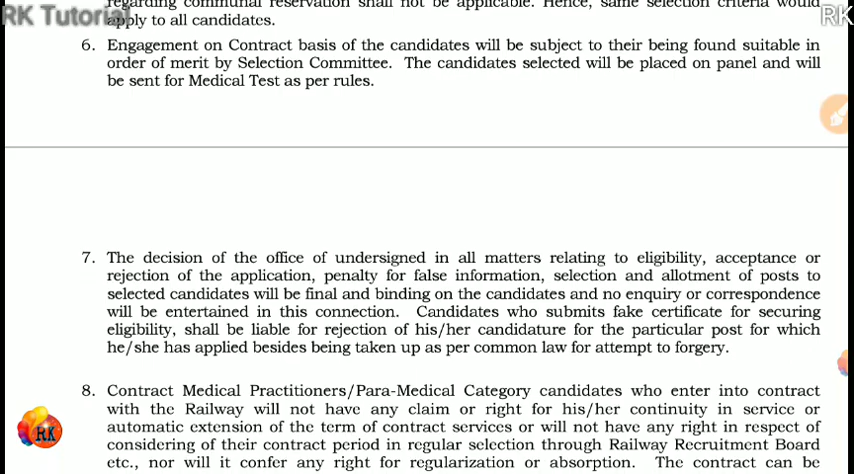 regarding communal reservation shall not be applicable. Hence, same selection criteria would
RK Tutorial apply to all candidates. RK
6. Engagement on Contract basis of the candidates will be subject to their being found suitable in
order of merit by Selection Committee. The candidates selected will be placed on panel and will
be sent for Medical Test as per rules.
7. The decision of the office of undersigned in all matters relating to eligibility, acceptance or
rejection of the application, penalty for false information, selection and allotment of posts to
selected candidates will be final and binding on the candidates and no enquiry or correspondence
will be entertained in this connection. Candidates who submits fake certificate for securing
eligibility, shall be liable for rejection of his/her candidature for the particular post for which
he/she has applied besides being taken up as per common law for attempt to forgery.
8. Contract Medical Practitioners/Para-Medical Category candidates who enter into contract
with the Railway will not have any claim or right for his/her continuity in service or
automatic extension of the term of contract services or will not have any right in respect of
RK
considering of their contract period in regular selection through Railway Recruitment Board
etc., nor will it confer any right for regularization or absorption. The contract can be